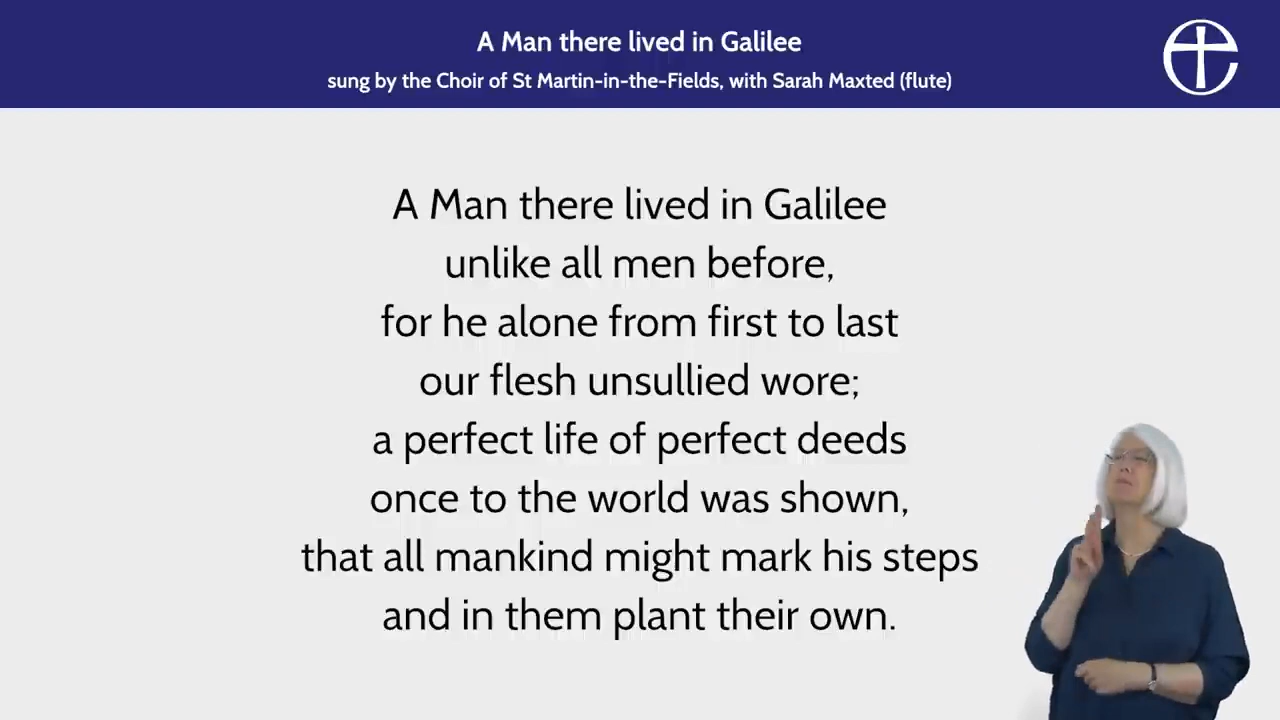 A Man there lived in Galilee
sung by the Choir of St Martin-in-the-Fields, with Sarah Maxted (flute)
A Man there lived in Galilee
unlike all men before,
for he alone from first to last
our flesh unsullied wore;
a perfect life of perfect deeds
once to the world was shown,
that all mankind might mark his steps
and in them plant their own.